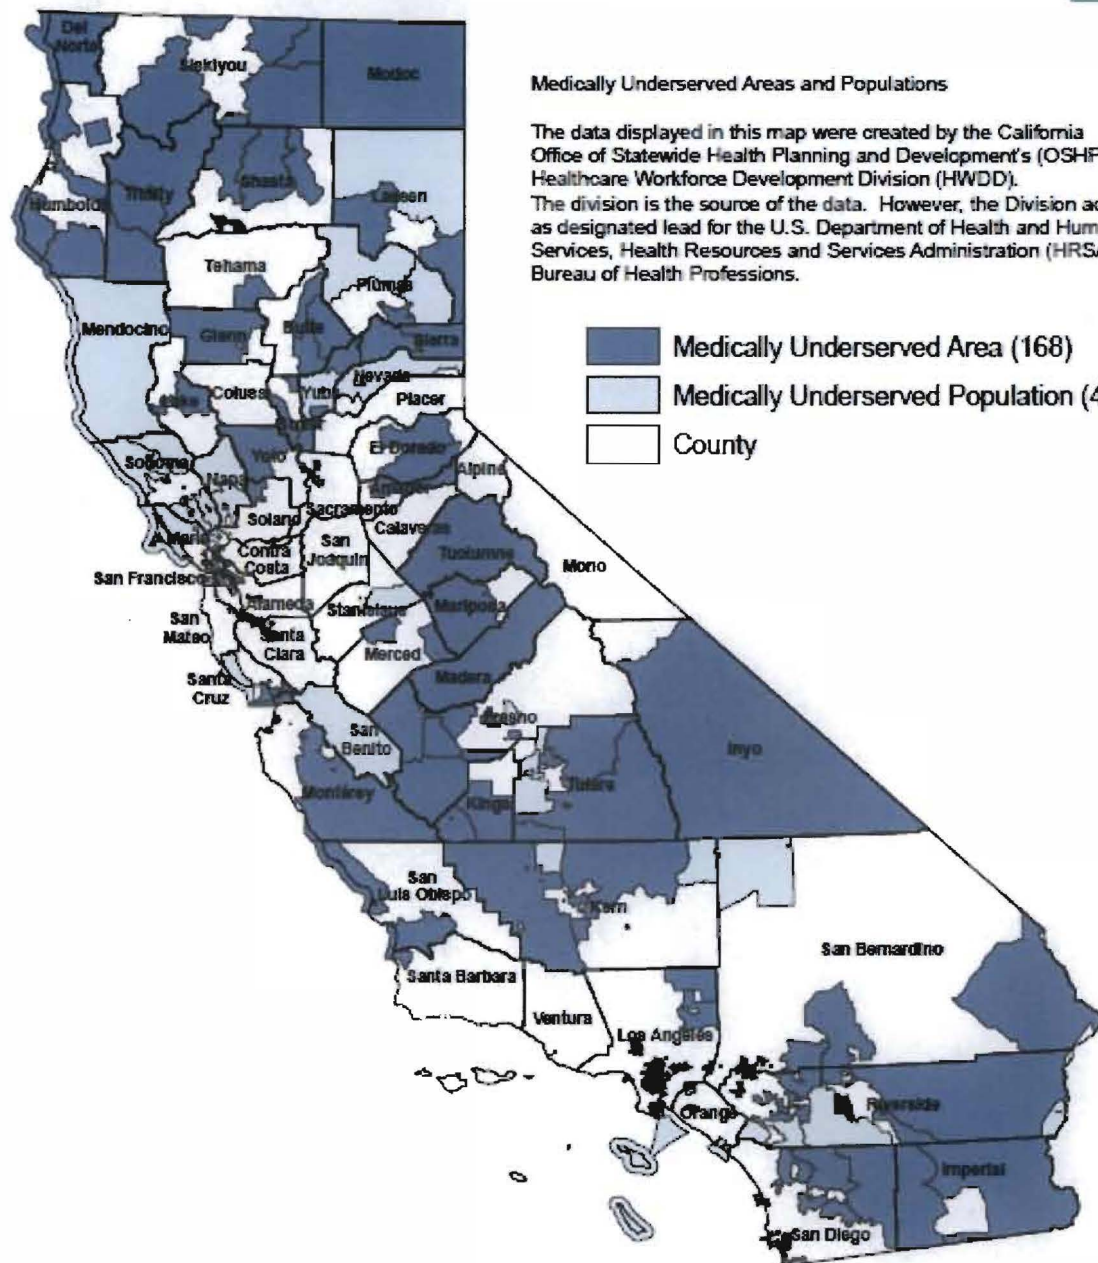 Medically Underserved Areas and Populations
The data displayed in this map were created by the California
Office of Statewide Health Planning and Development's (OSHP
Healthcare Workforce Development Division (HWDD).
The division is the source of the data. However, the Division ac
as designated lead for the U.S. Department of Health and Hum
Services, Health Resources and Services Administration (HRSA
Bureau of Health Professions.
Medically Underserved Area (168)
Medically Underserved Population (4
County
Del
Norte
Siskiyou
Modoc
Humboldt
Trinity
Shasta
Lassen
Tehama
Plumas
Mendocino
Glenn
Butte
Sierra
Nevada
Lake
Colusa
Yuba
Placer
Sutter
Sonoma
Napa
Yolo
El Dorado
Alpine
Amador
Solano
Sacramento
Calaveras
Marin
Contra
Costa
San
Joaquin
Tuolumne
Mono
San Francisco
Alameda
Stanislaus
Mariposa
San
Mateo
Santa
Clara
Merced
Madera
Santa
Cruz
Fresno
San
Benito
Inyo
Monterey
Kings
Tulare
San
Luis Obispo
Kern
San Bernardino
Santa Barbara
Ventura
Los Angeles
Orange
Riverside
Imperial
San Diego